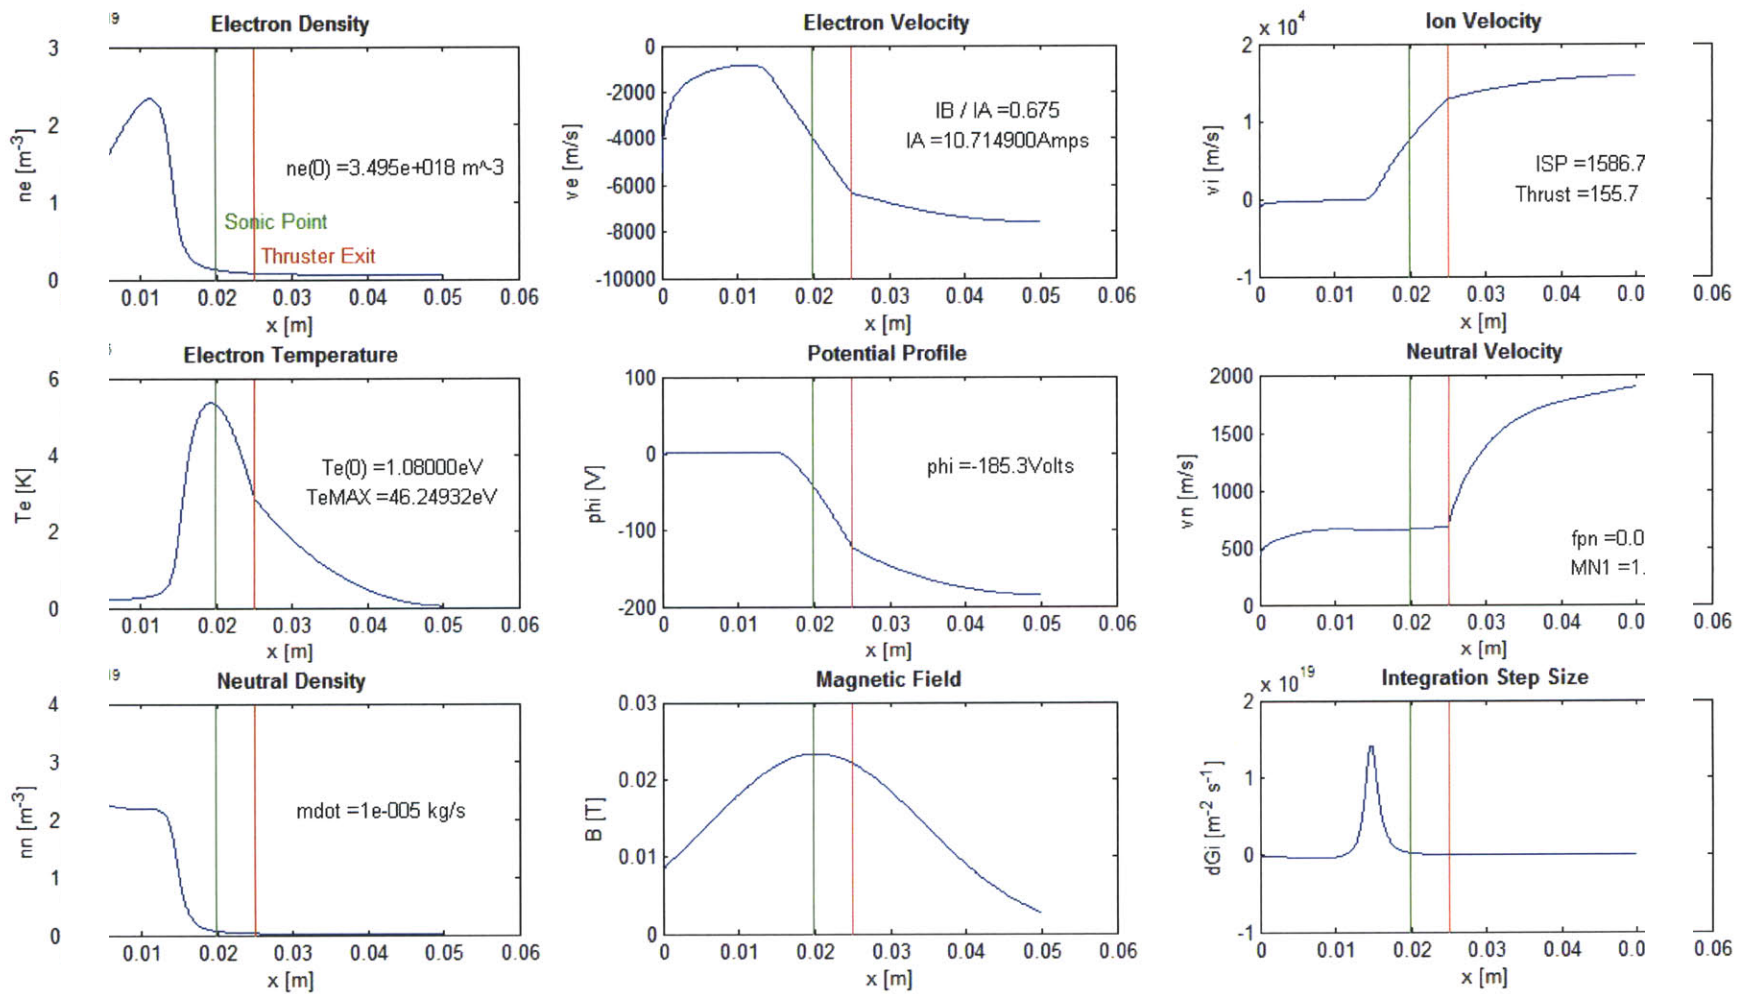 19
Electron Density
3
2
1
0
ne [m-3]
ne(0) =3.495e+018 m^-3
Sonic Point
Thruster Exit
0.01 0.02 0.03 0.04 0.05 0.06
x [m]
Electron Velocity
0
-2000
-4000
-6000
-8000
-10000
ve [m/s]
IB / IA =0.675
IA =10.714900Amps
0 0.01 0.02 0.03 0.04 0.05 0.06
x [m]
x 10^4
Ion Velocity
2
1
0
-1
vi [m/s]
ISP =1586.7
Thrust =155.7
0 0.01 0.02 0.03 0.04 0.0 0.06
x [m]
Electron Temperature
6
4
2
0
Te [K]
Te(0) =1.08000eV
TeMAX =46.24932eV
0.01 0.02 0.03 0.04 0.05 0.06
x [m]
Potential Profile
100
0
-100
-200
phi [V]
phi =-185.3Volts
0 0.01 0.02 0.03 0.04 0.05 0.06
x [m]
Neutral Velocity
2000
1500
1000
500
0
vn [m/s]
fpn =0.0
MN1 =1.
0 0.01 0.02 0.03 0.04 0.0 0.06
x [m]
19
Neutral Density
4
3
2
1
0
nn [m-3]
mdot =1e-005 kg/s
0.01 0.02 0.03 0.04 0.05 0.06
x [m]
Magnetic Field
0.03
0.02
0.01
0
B [T]
0 0.01 0.02 0.03 0.04 0.05 0.06
x [m]
x 10^19
Integration Step Size
2
1
0
-1
dGi [m-2 s-1]
0 0.01 0.02 0.03 0.04 0.0 0.06
x [m]